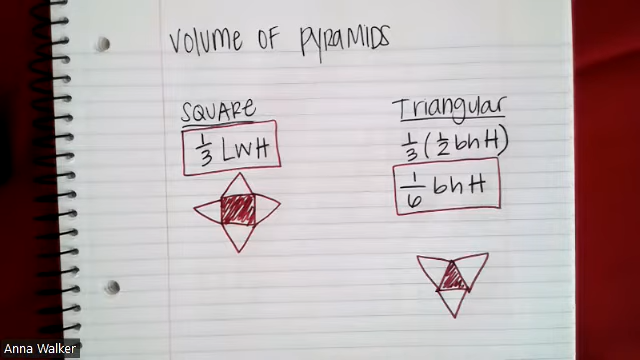 VOLUME OF PYRAMIDS
SQUARE
1/3 LWH
Triangular
1/3 (1/2 bhH)
1/6 bhH
Anna Walker